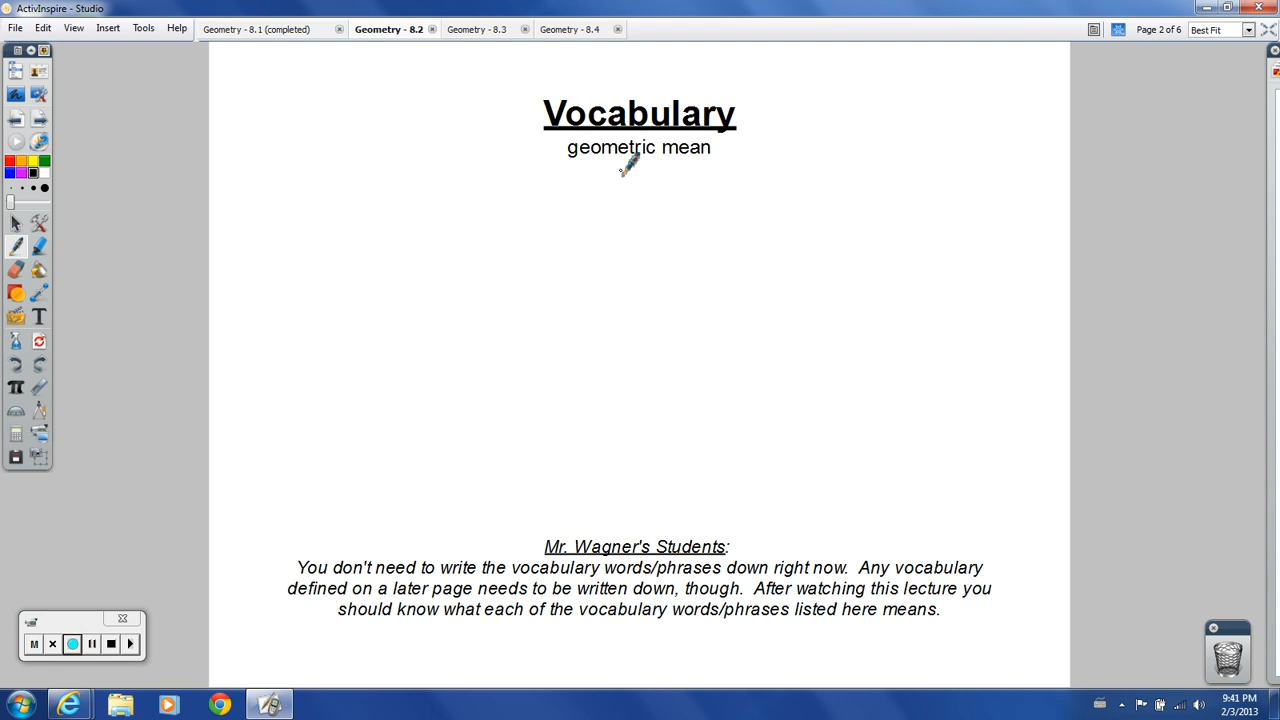 ActivInspire - Studio
File Edit View Insert Tools Help
Geometry - 8.1 (completed) Geometry - 8.2 Geometry - 8.3 Geometry - 8.4
Page 2 of 6 Best Fit
Vocabulary
geometric mean
Mr. Wagner's Students:
You don't need to write the vocabulary words/phrases down right now. Any vocabulary
defined on a later page needs to be written down, though. After watching this lecture you
should know what each of the vocabulary words/phrases listed here means.
M
9:41 PM
2/3/2013